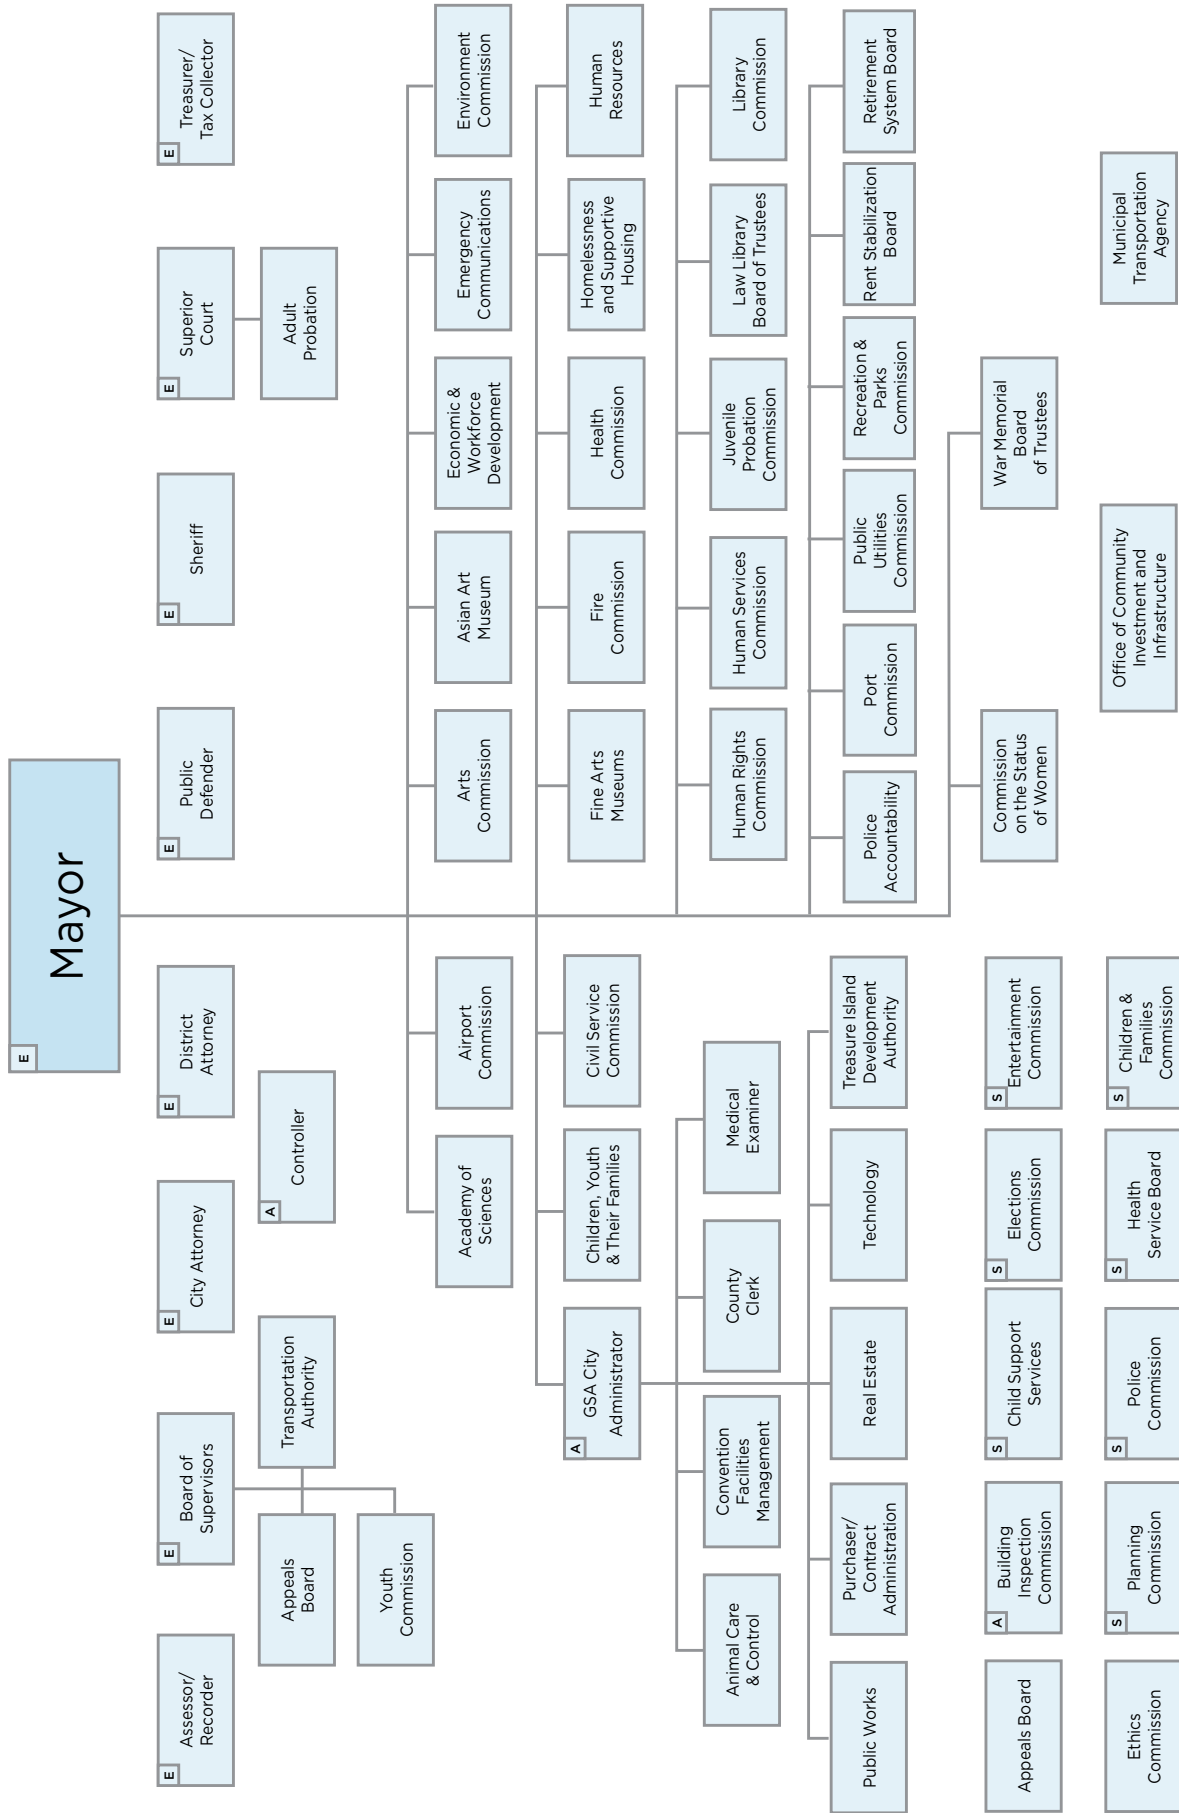 E
Mayor
E
Assessor/
Recorder
E
Board of
Supervisors
E
City Attorney
E
District
Attorney
E
Public
Defender
E
Sheriff
E
Superior
Court
E
Treasurer/
Tax Collector
Appeals
Board
Transportation
Authority
A
Controller
Adult
Probation
Youth
Commission
Academy of
Sciences
Airport
Commission
Arts
Commission
Asian Art
Museum
Economic &
Workforce
Development
Emergency
Communications
Environment
Commission
A
GSA City
Administrator
Children, Youth
& Their Families
Civil Service
Commission
Fine Arts
Museums
Fire
Commission
Health
Commission
Homelessness
and Supportive
Housing
Human
Resources
Animal Care
& Control
Convention
Facilities
Management
County
Clerk
Medical
Examiner
Human Rights
Commission
Human Services
Commission
Juvenile
Probation
Commission
Law Library
Board of Trustees
Library
Commission
Public Works
Purchaser/
Contract
Administration
Real Estate
Technology
Treasure Island
Development
Authority
Police
Accountability
Port
Commission
Public
Utilities
Commission
Recreation &
Parks
Commission
Rent Stabilization
Board
Retirement
System Board
Appeals Board
A
Building
Inspection
Commission
S
Child Support
Services
S
Elections
Commission
S
Entertainment
Commission
Commission
on the Status
of Women
War Memorial
Board
of Trustees
Ethics
Commission
S
Planning
Commission
S
Police
Commission
S
Health
Service Board
S
Children &
Families
Commission
Office of Community
Investment and
Infrastructure
Municipal
Transportation
Agency